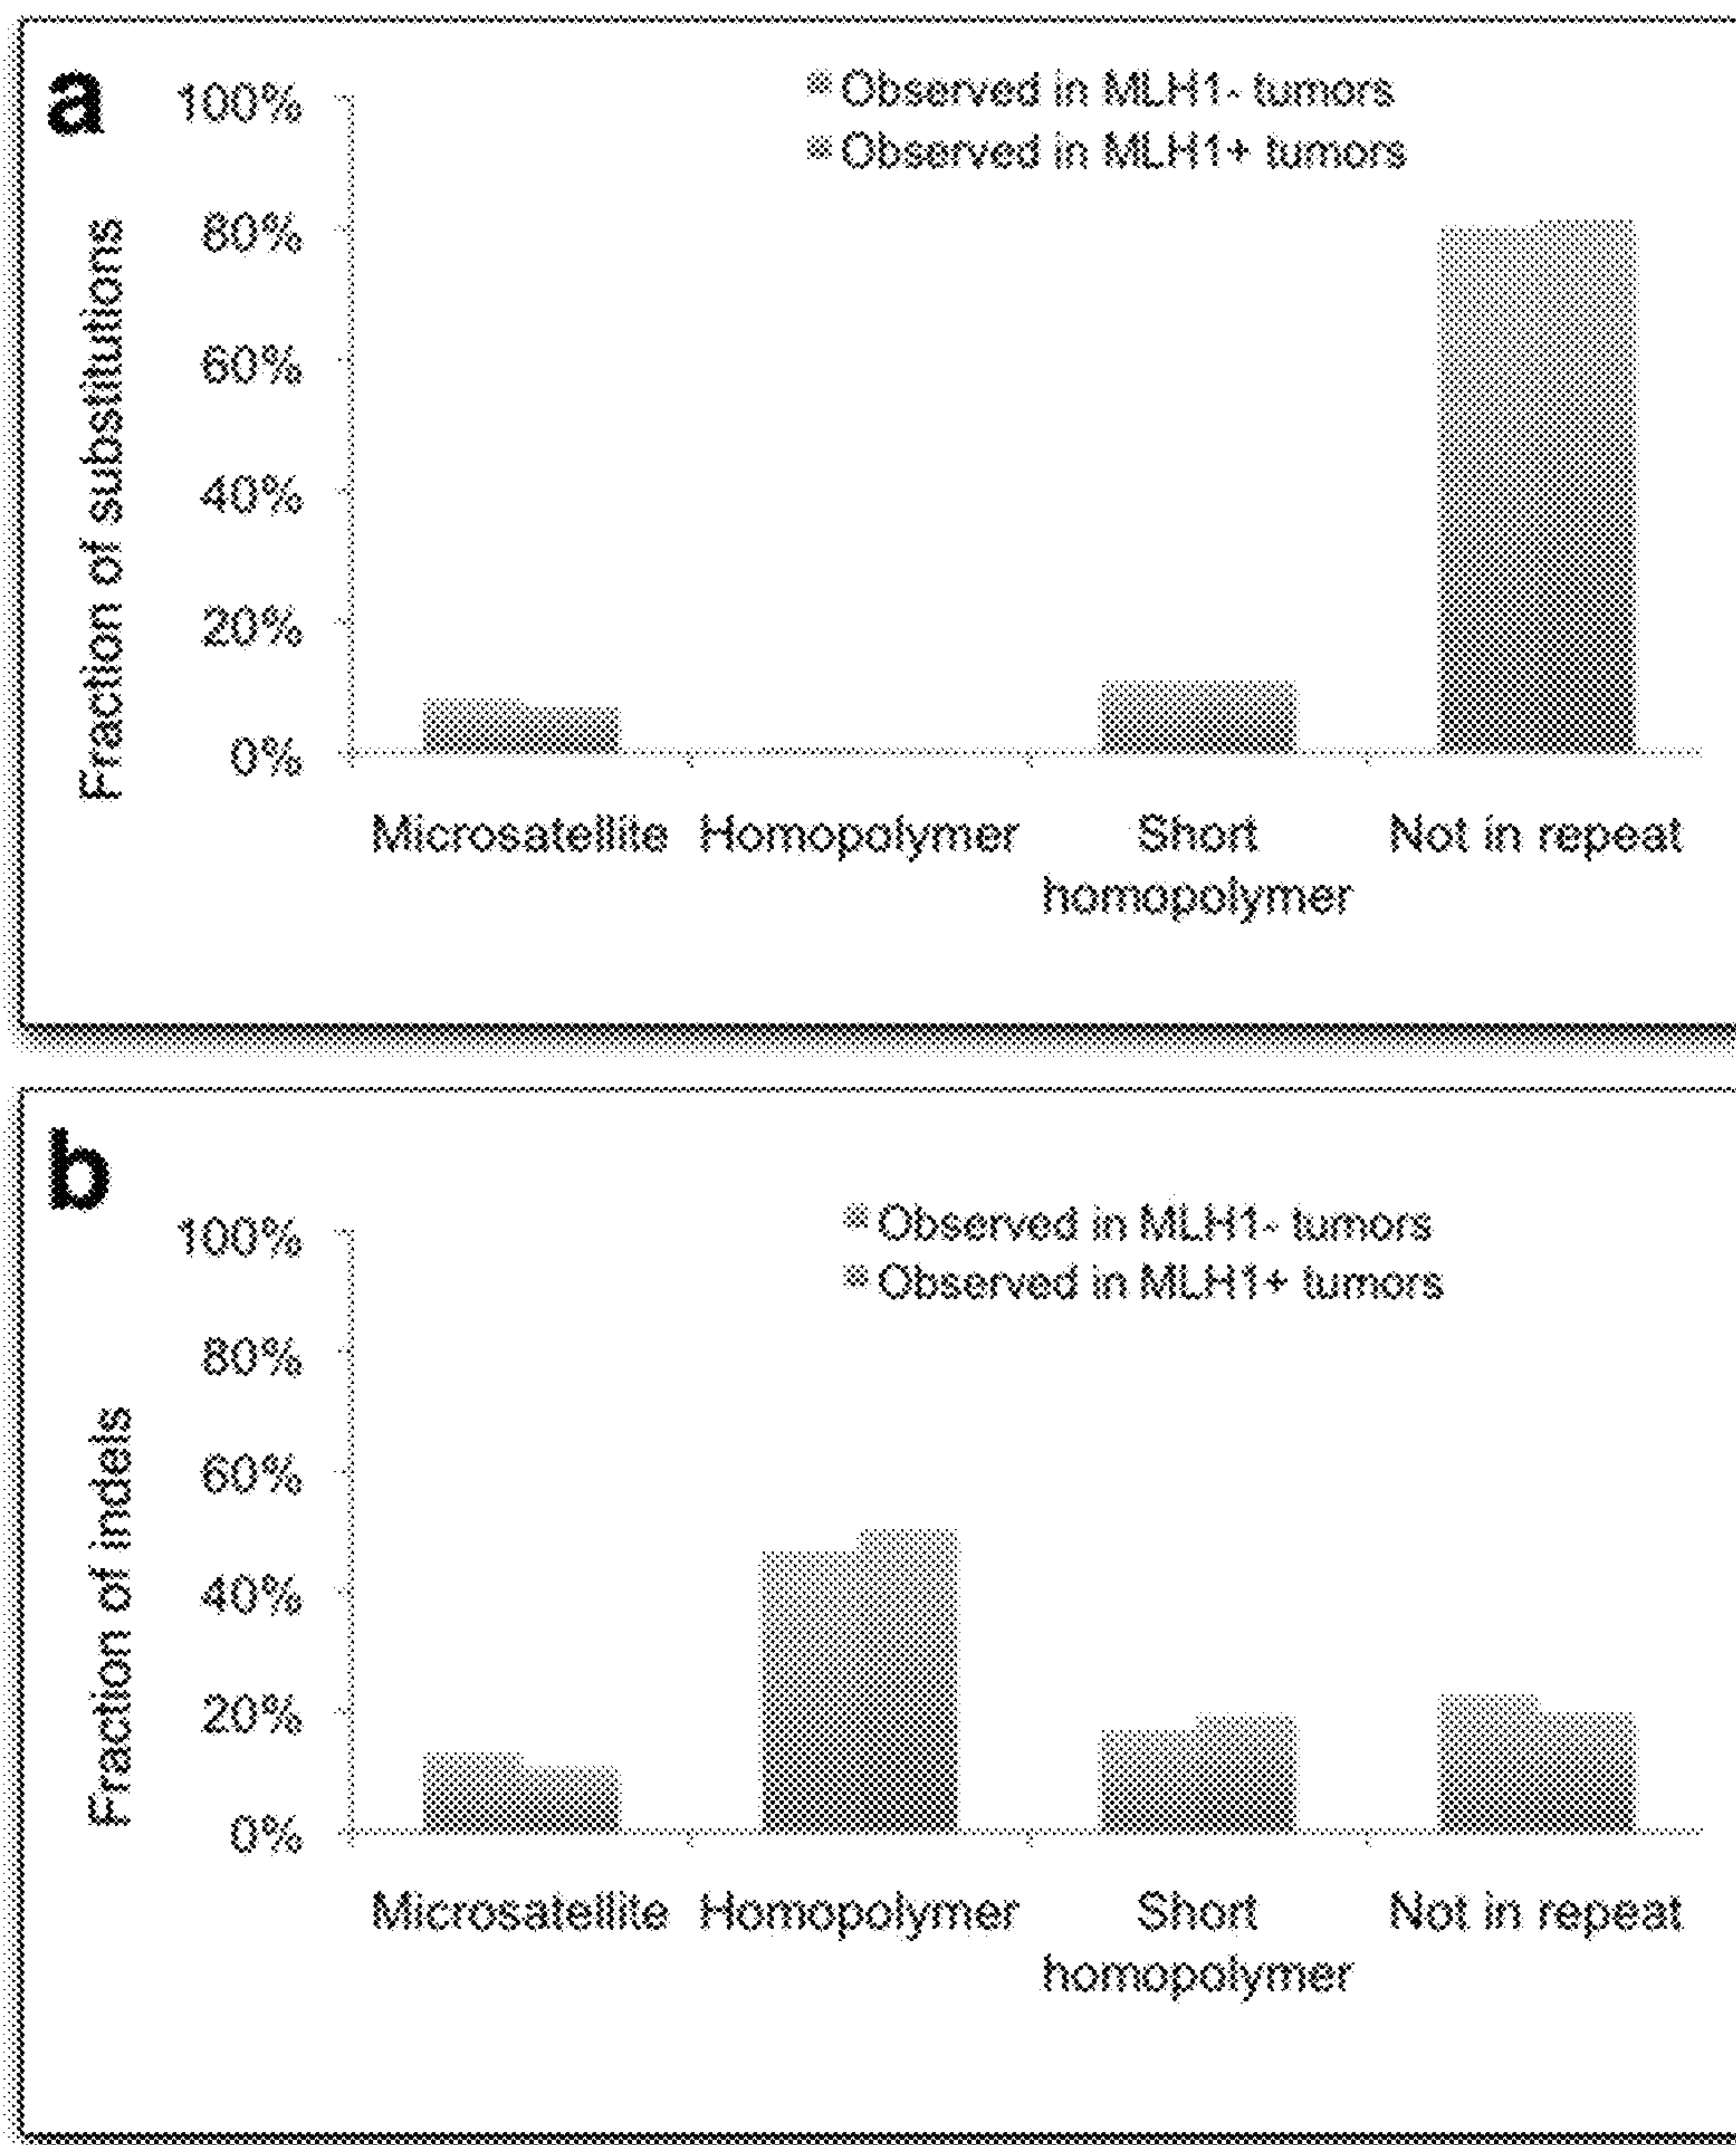 a
Observed in MLH1- tumors
Observed in MLH1+ tumors
Fraction of substitutions
100%
80%
60%
40%
20%
0%
Microsatellite
Homopolymer
Short
homopolymer
Not in repeat
b
Observed in MLH1- tumors
Observed in MLH1+ tumors
Fraction of indels
100%
80%
60%
40%
20%
0%
Microsatellite
Homopolymer
Short
homopolymer
Not in repeat